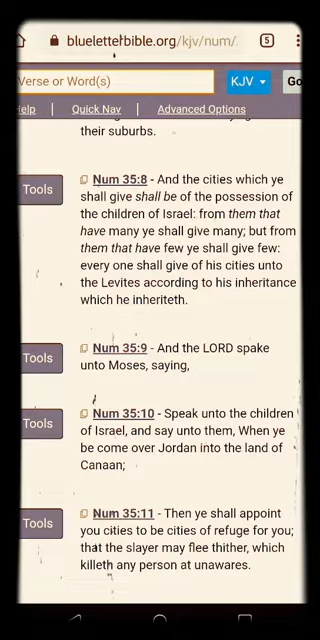 blueletterbible.org/kjv/num/
5
Verse or Word(s)
KJV
Go
Help | Quick Nav | Advanced Options
their suburbs.
Tools
Num 35:8 - And the cities which ye
shall give shall be of the possession of
the children of Israel: from them that
have many ye shall give many; but from
them that have few ye shall give few:
every one shall give of his cities unto
the Levites according to his inheritance
which he inheriteth.
Tools
Num 35:9 - And the LORD spake
unto Moses, saying,
Tools
Num 35:10 - Speak unto the children
of Israel, and say unto them, When ye
be come over Jordan into the land of
Canaan;
Tools
Num 35:11 - Then ye shall appoint
you cities to be cities of refuge for you;
that the slayer may flee thither, which
killeth any person at unawares.